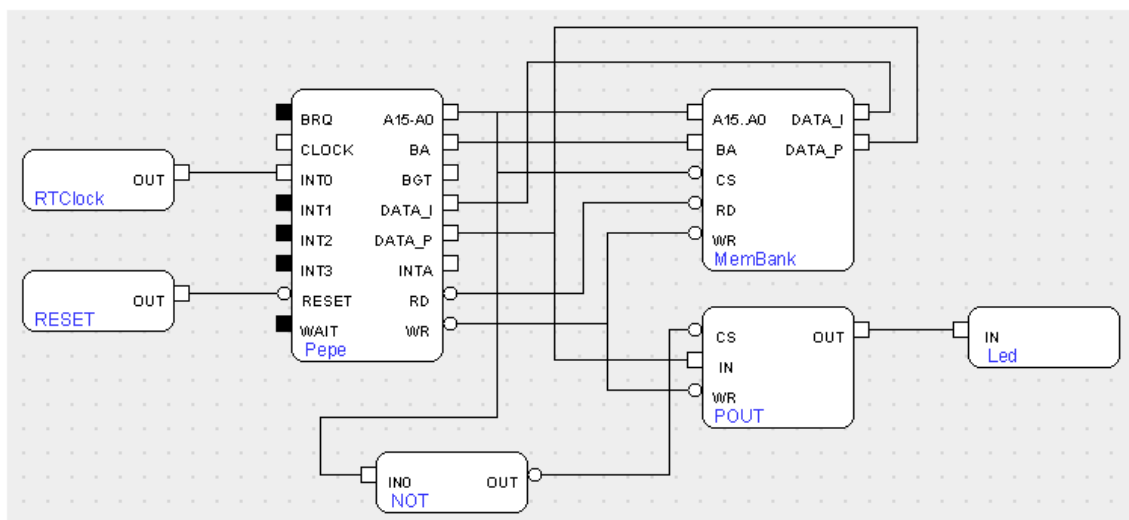 OUT
RTClock
OUT
RESET
BRQ A15-A0
CLOCK BA
INT0 BGT
INT1 DATA_I
INT2 DATA_P
INT3 INTA
RESET RD
WAIT WR
Pepe
A15..A0 DATA_I
BA DATA_P
CS
RD
WR
MemBank
CS OUT
IN
WR
POUT
IN
Led
IN0 OUT
NOT